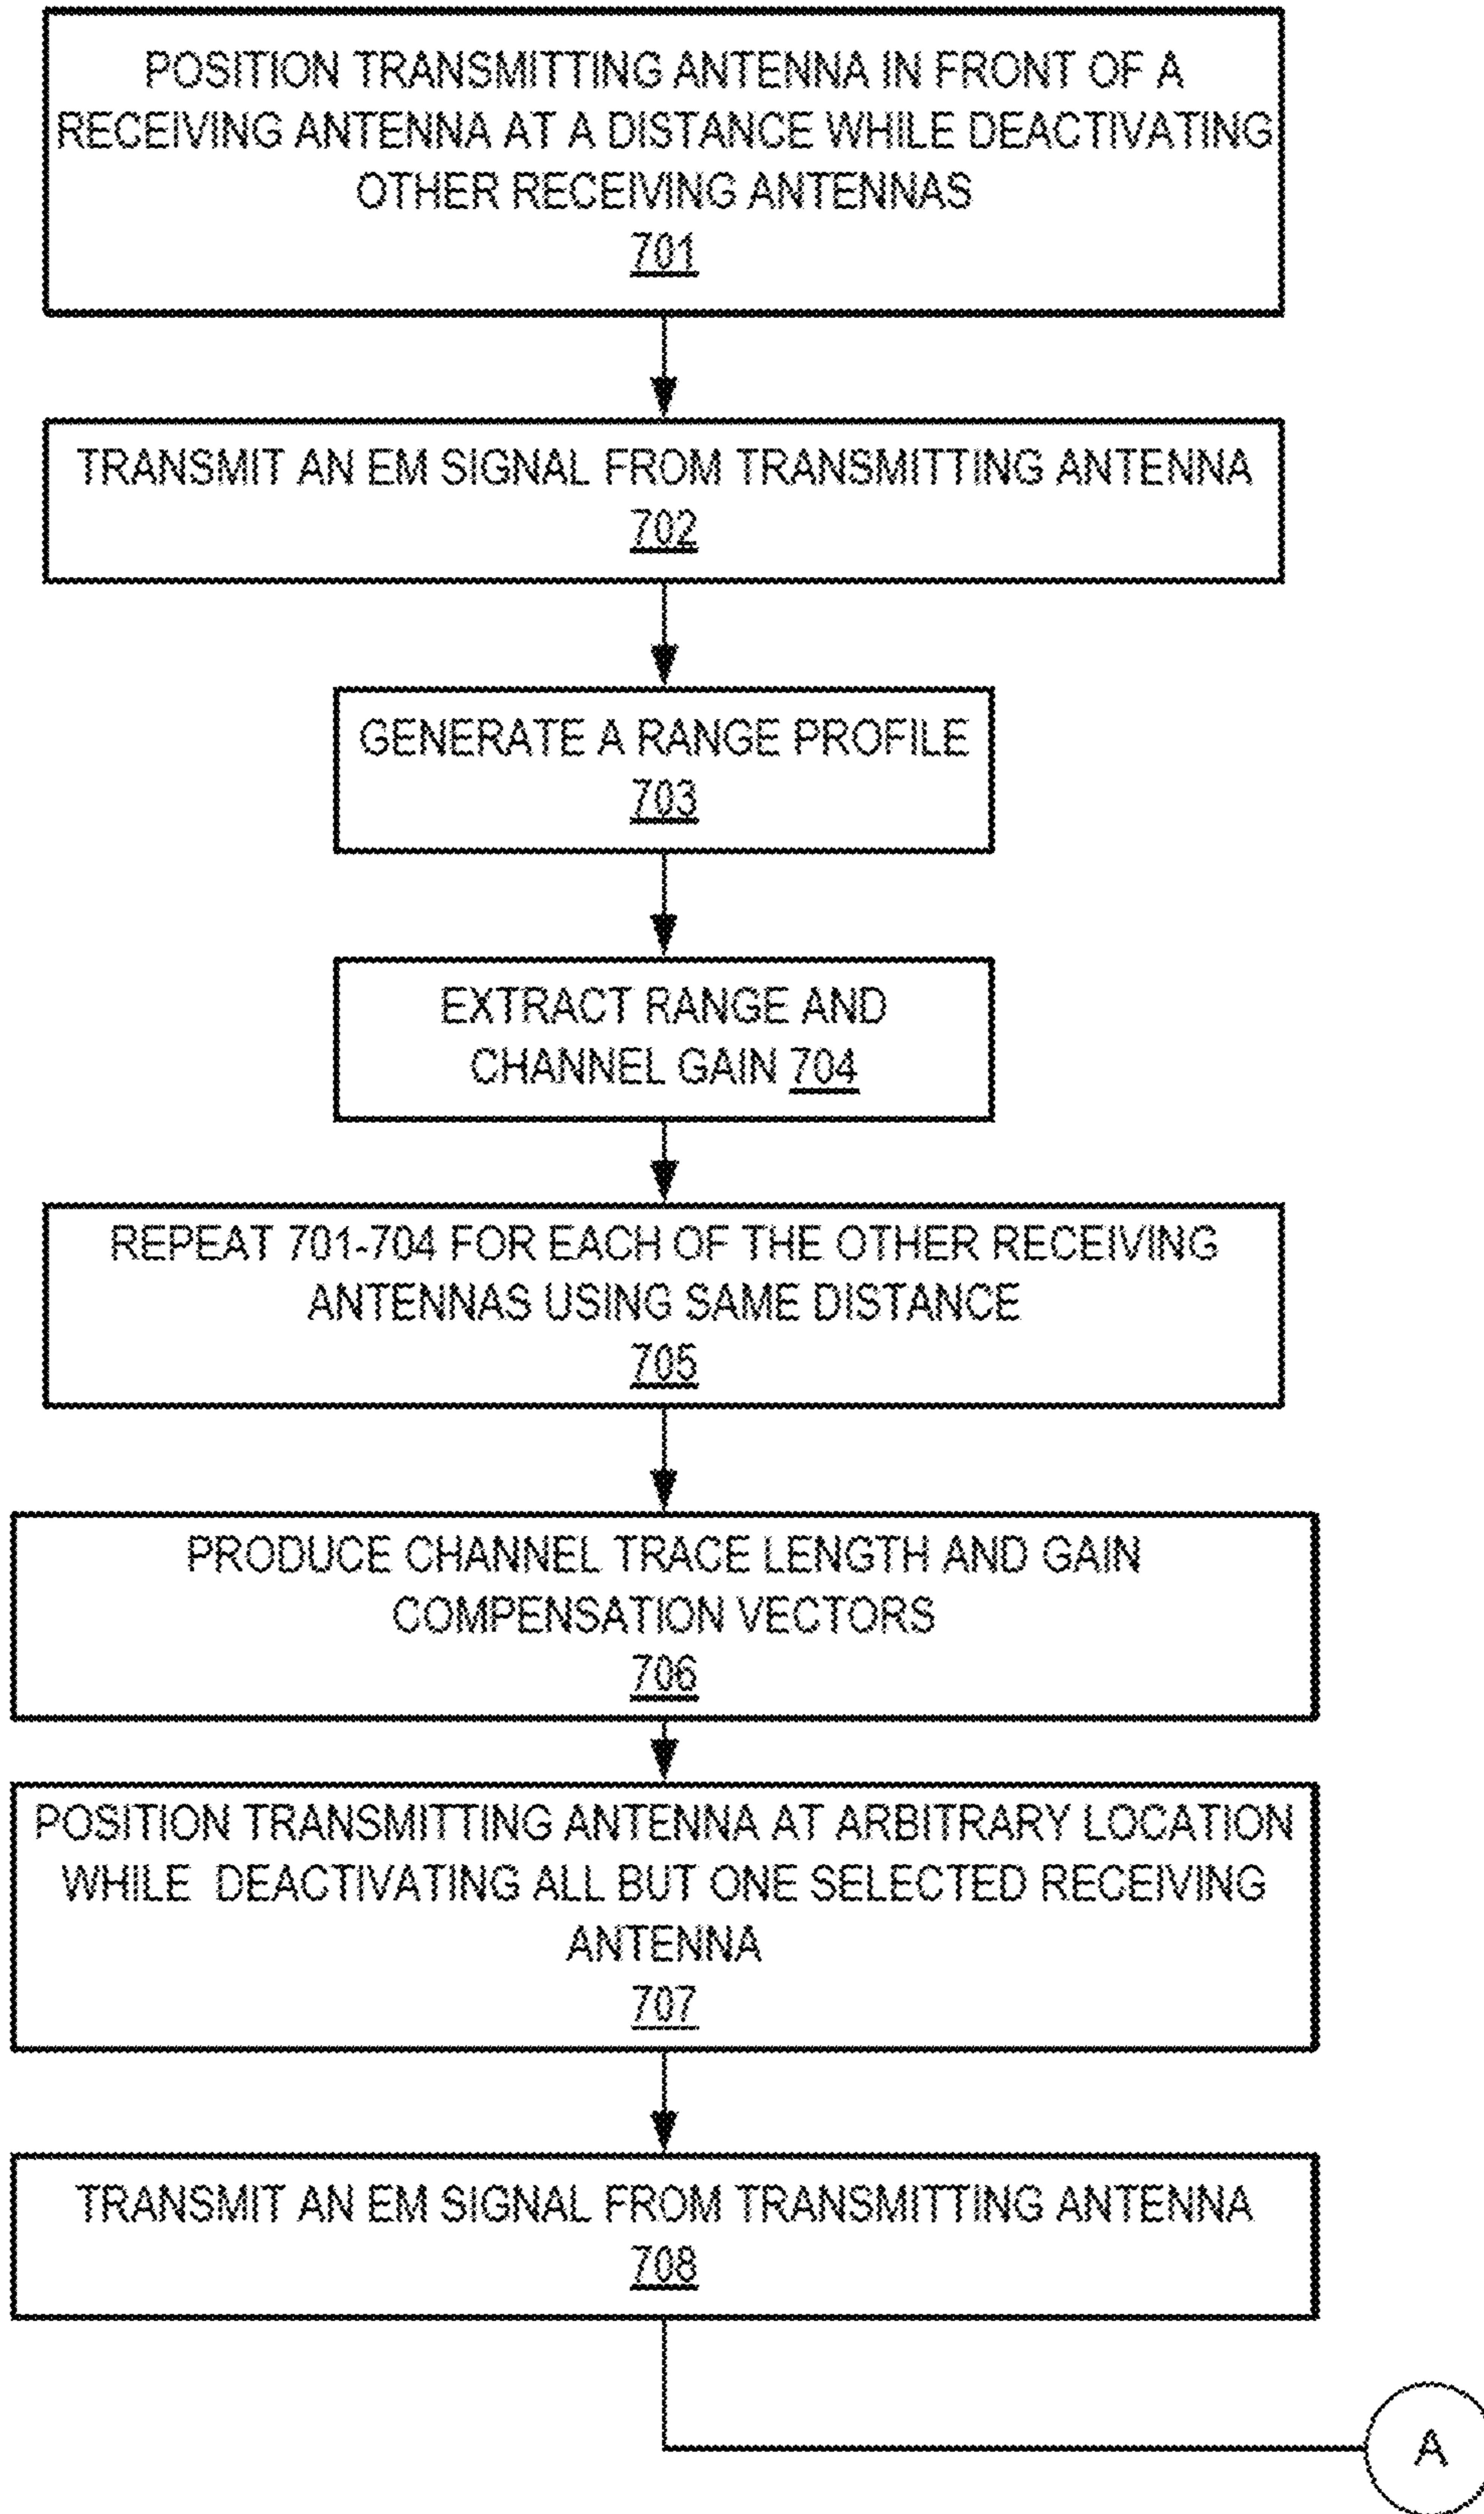 POSITION TRANSMITTING ANTENNA IN FRONT OF A
RECEIVING ANTENNA AT A DISTANCE WHILE DEACTIVATING
OTHER RECEIVING ANTENNAS
701
TRANSMIT AN EM SIGNAL FROM TRANSMITTING ANTENNA
702
GENERATE A RANGE PROFILE
703
EXTRACT RANGE AND
CHANNEL GAIN 704
REPEAT 701-704 FOR EACH OF THE OTHER RECEIVING
ANTENNAS USING SAME DISTANCE
705
PRODUCE CHANNEL TRACE LENGTH AND GAIN
COMPENSATION VECTORS
706
POSITION TRANSMITTING ANTENNA AT ARBITRARY LOCATION
WHILE DEACTIVATING ALL BUT ONE SELECTED RECEIVING
ANTENNA
707
TRANSMIT AN EM SIGNAL FROM TRANSMITTING ANTENNA
708
A